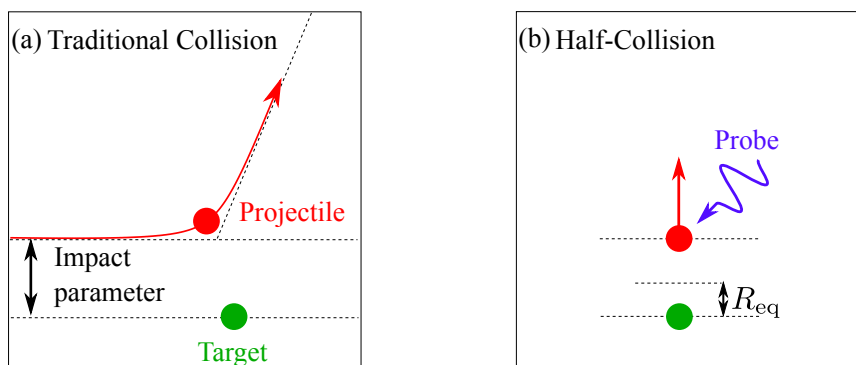 (a) Traditional Collision
Projectile
Impact
parameter
Target
(b) Half-Collision
Probe
R_eq